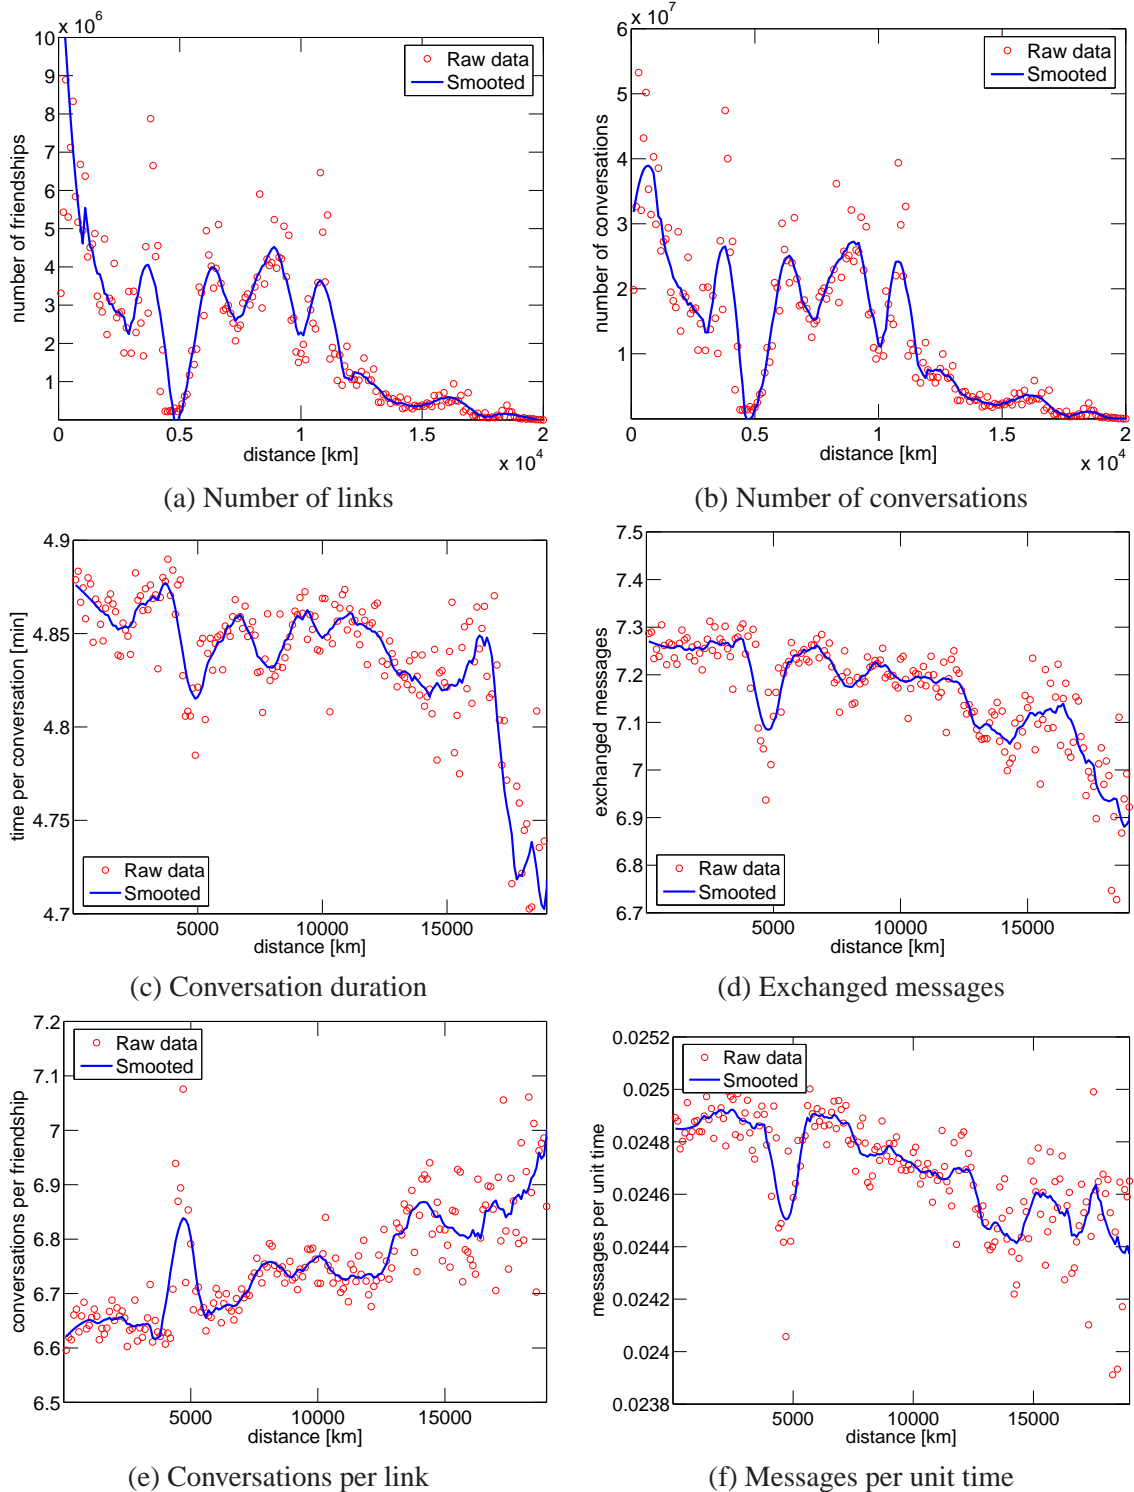 x 10^6
10
9
8
7
6
5
4
3
2
1
0
0.5
1
1.5
2
x 10^4
number of friendships
distance [km]
Raw data
Smooted
(a) Number of links
x 10^7
6
5
4
3
2
1
0
0.5
1
1.5
2
x 10^4
number of conversations
distance [km]
Raw data
Smooted
(b) Number of conversations
4.9
4.85
4.8
4.75
4.7
5000
10000
15000
time per conversation [min]
distance [km]
Raw data
Smooted
(c) Conversation duration
7.5
7.4
7.3
7.2
7.1
7
6.9
6.8
6.7
5000
10000
15000
exchanged messages
distance [km]
Raw data
Smooted
(d) Exchanged messages
7.2
7.1
7
6.9
6.8
6.7
6.6
6.5
5000
10000
15000
conversations per friendship
distance [km]
Raw data
Smooted
(e) Conversations per link
0.0252
0.025
0.0248
0.0246
0.0244
0.0242
0.024
0.0238
5000
10000
15000
messages per unit time
distance [km]
Raw data
Smooted
(f) Messages per unit time